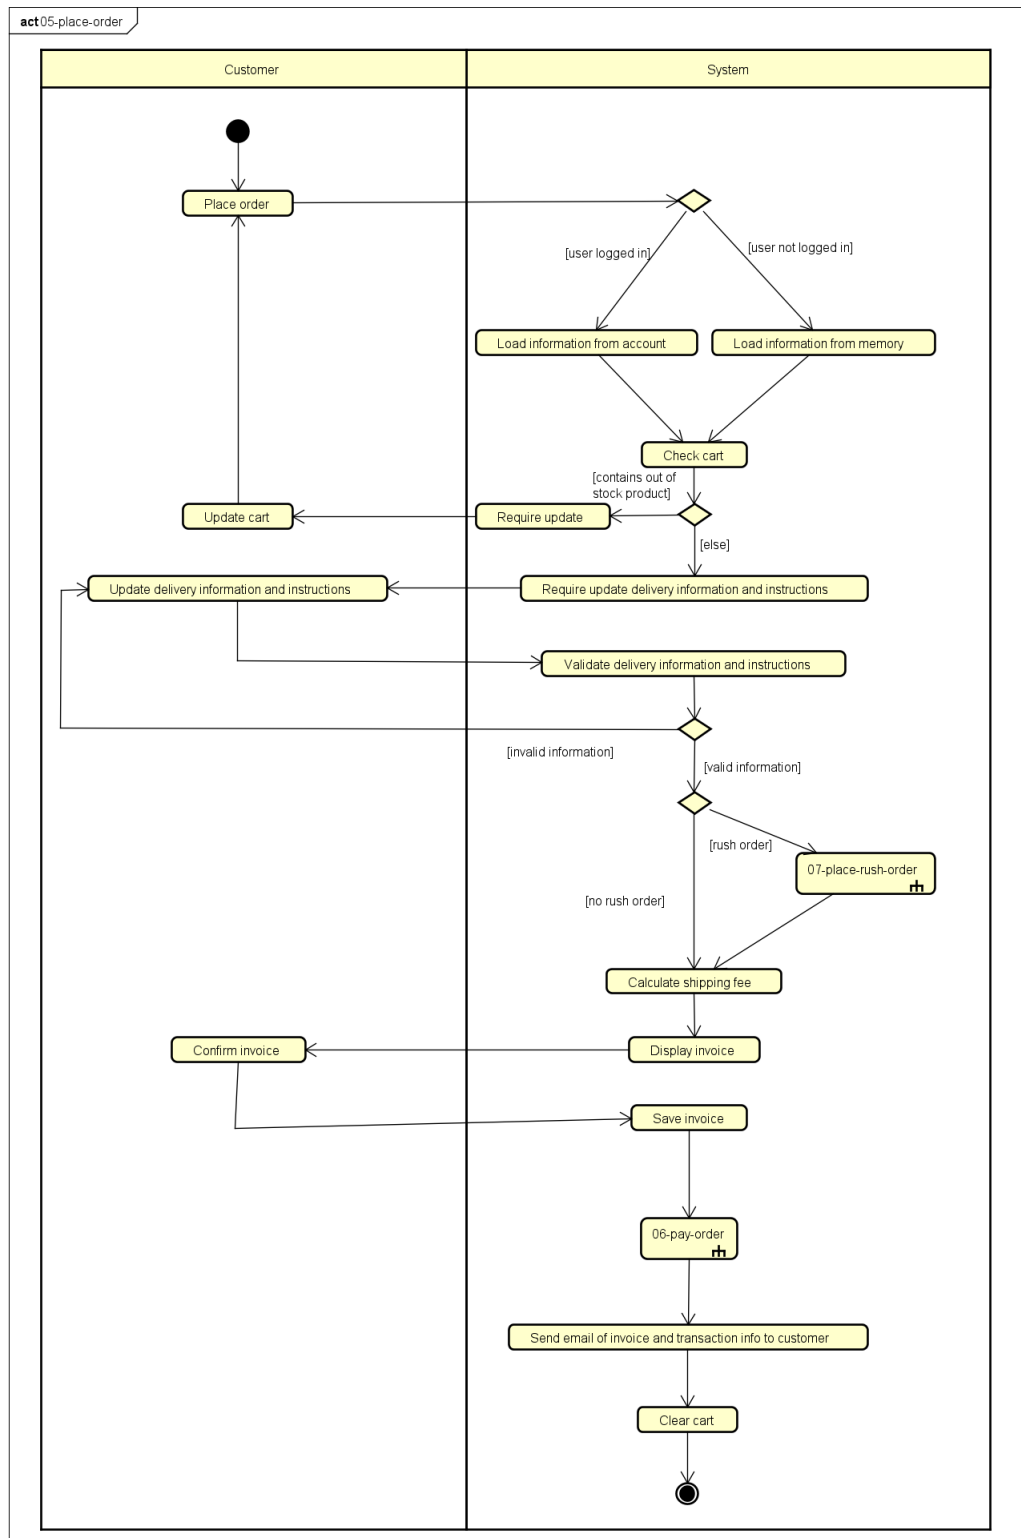 act 05-place-order
Customer
System
Place order
[user logged in]
[user not logged in]
Load information from account
Load information from memory
Check cart
[contains out of
stock product]
Update cart
Require update
[else]
Update delivery information and instructions
Require update delivery information and instructions
Validate delivery information and instructions
[invalid information]
[valid information]
[rush order]
07-place-rush-order
[no rush order]
Calculate shipping fee
Confirm invoice
Display invoice
Save invoice
06-pay-order
Send email of invoice and transaction info to customer
Clear cart